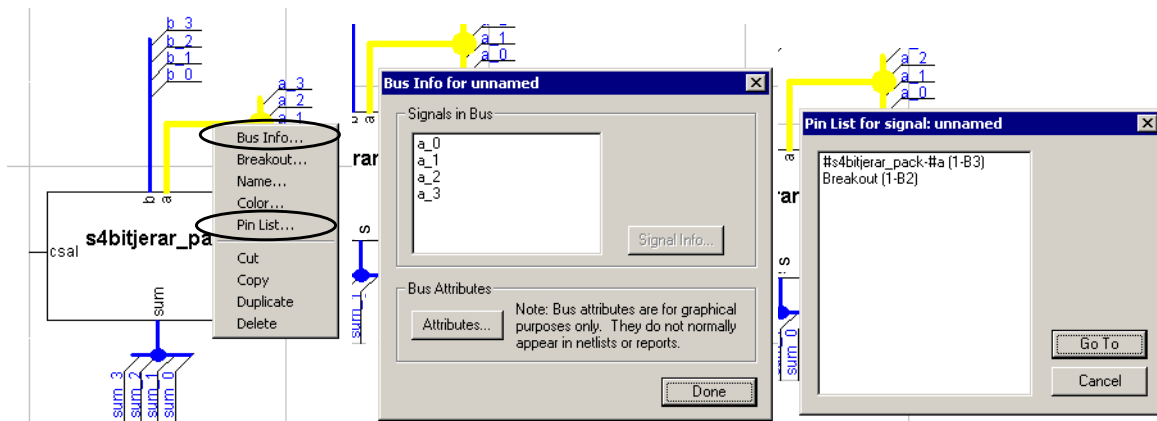 b_3
b_2
b_1
b_0
a_3
a_2
a_1
Bus Info...
Breakout...
Name...
Color...
Pin List...
Cut
Copy
Duplicate
Delete
b
a
s4bitjerar_pa
csal
sum
sum_3
sum_2
sum_1
sum_0
a_1
a_0
a
rar
s
sum_1
Bus Info for unnamed
Signals in Bus
a_0
a_1
a_2
a_3
Signal Info...
Bus Attributes
Attributes...
Note: Bus attributes are for graphical
purposes only. They do not normally
appear in netlists or reports.
Done
a_2
a_1
a_0
a
rar
s
sum_0
Pin List for signal: unnamed
#s4bitjerar_pack-#a (1-B3)
Breakout (1-B2)
Go To
Cancel